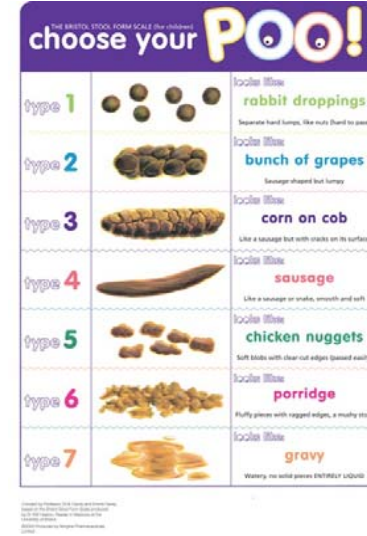 THE BRISTOL STOOL FORM SCALE (for children)
choose your POO!
type 1
looks like:
rabbit droppings
Separate hard lumps, like nuts (hard to pass
type 2
looks like:
bunch of grapes
Sausage-shaped but lumpy
type 3
looks like:
corn on cob
Like a sausage but with cracks on its surface
type 4
looks like:
sausage
Like a sausage or snake, smooth and soft
type 5
looks like:
chicken nuggets
Soft blobs with clear-cut edges (passed easily
type 6
looks like:
porridge
Fluffy pieces with ragged edges, a mushy sto
type 7
looks like:
gravy
Watery, no solid pieces ENTIRELY LIQUID